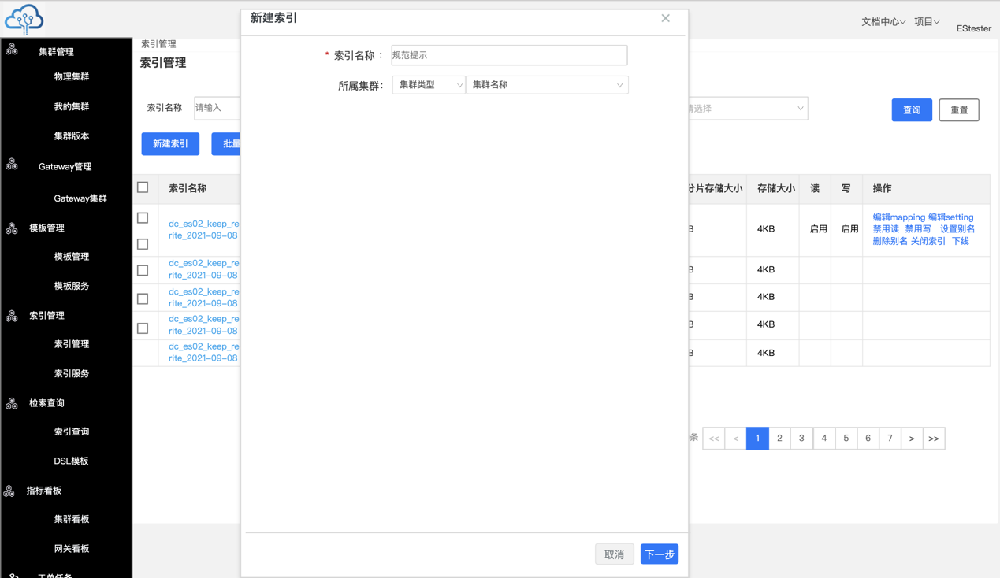 文档中心
项目
EStester
集群管理
物理集群
我的集群
集群版本
Gateway管理
Gateway集群
模板管理
模板管理
模板服务
索引管理
索引管理
索引服务
检索查询
索引查询
DSL模板
指标看板
集群看板
网关看板
工单任务
索引管理
索引管理
索引名称
请输入
请选择
查询
重置
新建索引
批量
索引名称
分片存储大小
存储大小
读
写
操作
dc_es02_keep_re
rite_2021-09-08
B
4KB
启用
启用
编辑mapping 编辑setting
禁用读 禁用写 设置别名
删除别名 关闭索引 下线
dc_es02_keep_re
rite_2021-09-08
B
4KB
dc_es02_keep_re
rite_2021-09-08
B
4KB
dc_es02_keep_re
rite_2021-09-08
B
4KB
dc_es02_keep_re
rite_2021-09-08
B
4KB
条 << < 1 2 3 4 5 6 7 > >>
新建索引
* 索引名称 ：
规范提示
所属集群:
集群类型
集群名称
取消
下一步